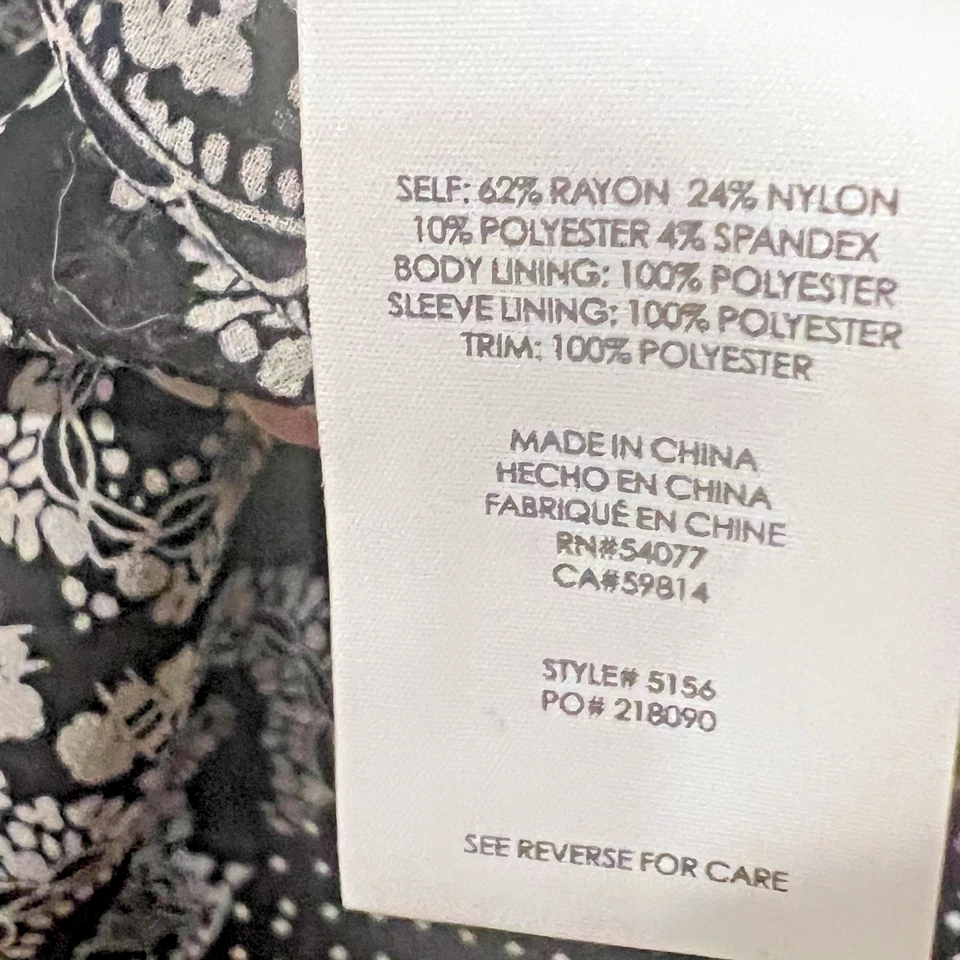 SELF: 62% RAYON 24% NYLON
10% POLYESTER 4% SPANDEX
BODY LINING: 100% POLYESTER
SLEEVE LINING: 100% POLYESTER
TRIM: 100% POLYESTER
MADE IN CHINA
HECHO EN CHINA
FABRIQUÉ EN CHINE
RN#54077
CA#59814
STYLE# 5156
PO# 218090
SEE REVERSE FOR CARE